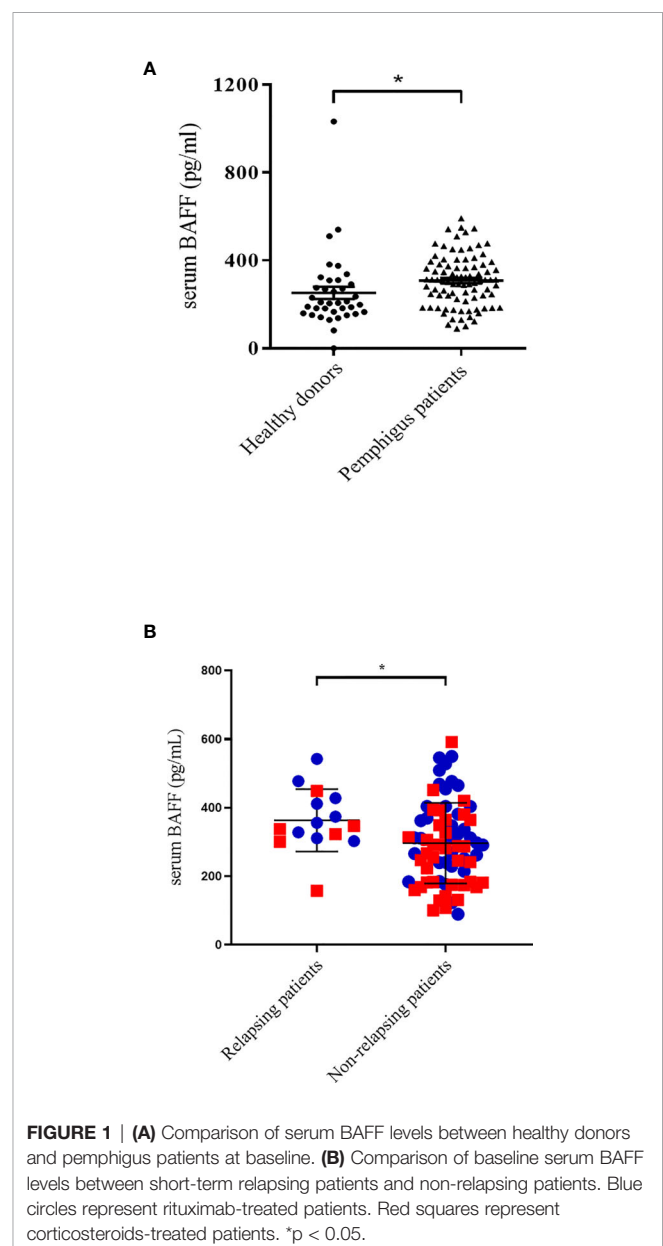 A
1200
*
800
serum BAFF (pg/ml)
400
0
Healthy donors
Pemphigus patients
B
800
*
600
serum BAFF (pg/mL)
400
200
0
Relapsing patients
Non-relapsing patients
FIGURE 1 | (A) Comparison of serum BAFF levels between healthy donors
and pemphigus patients at baseline. (B) Comparison of baseline serum BAFF
levels between short-term relapsing patients and non-relapsing patients. Blue
circles represent rituximab-treated patients. Red squares represent
corticosteroids-treated patients. *p < 0.05.